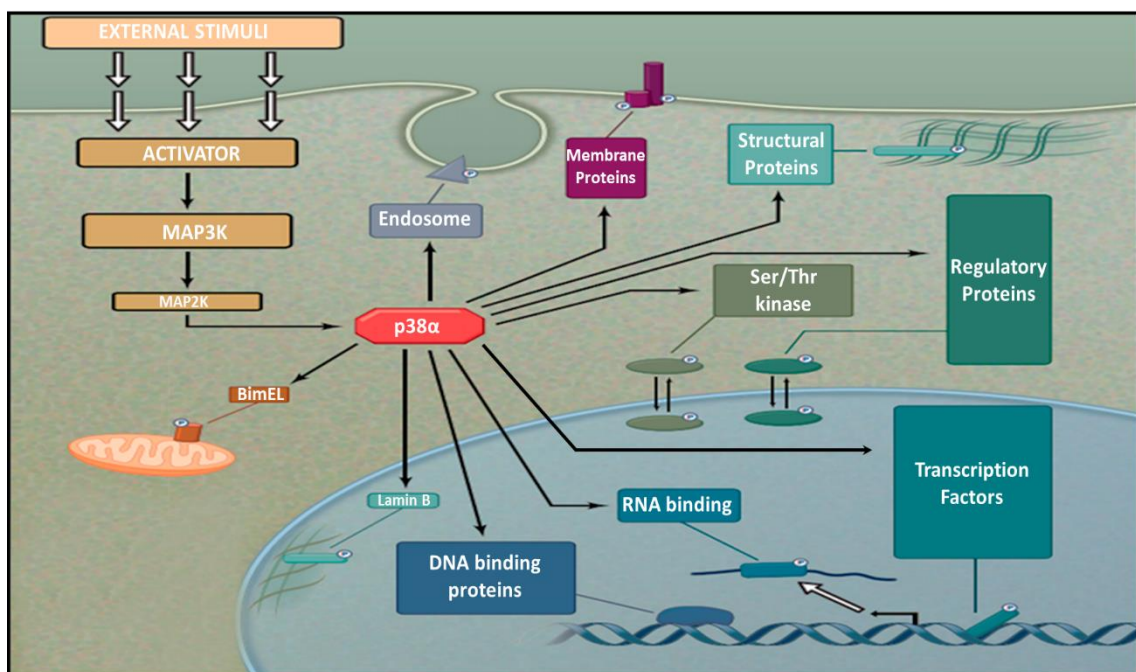 EXTERNAL STIMULI
ACTIVATOR
MAP3K
MAP2K
p38α
Endosome
P
Membrane
Proteins
P
P
Structural
Proteins
P
Regulatory
Proteins
Ser/Thr
kinase
P
P
P
P
BimEL
P
Lamin B
P
DNA binding
proteins
RNA binding
P
Transcription
Factors
P